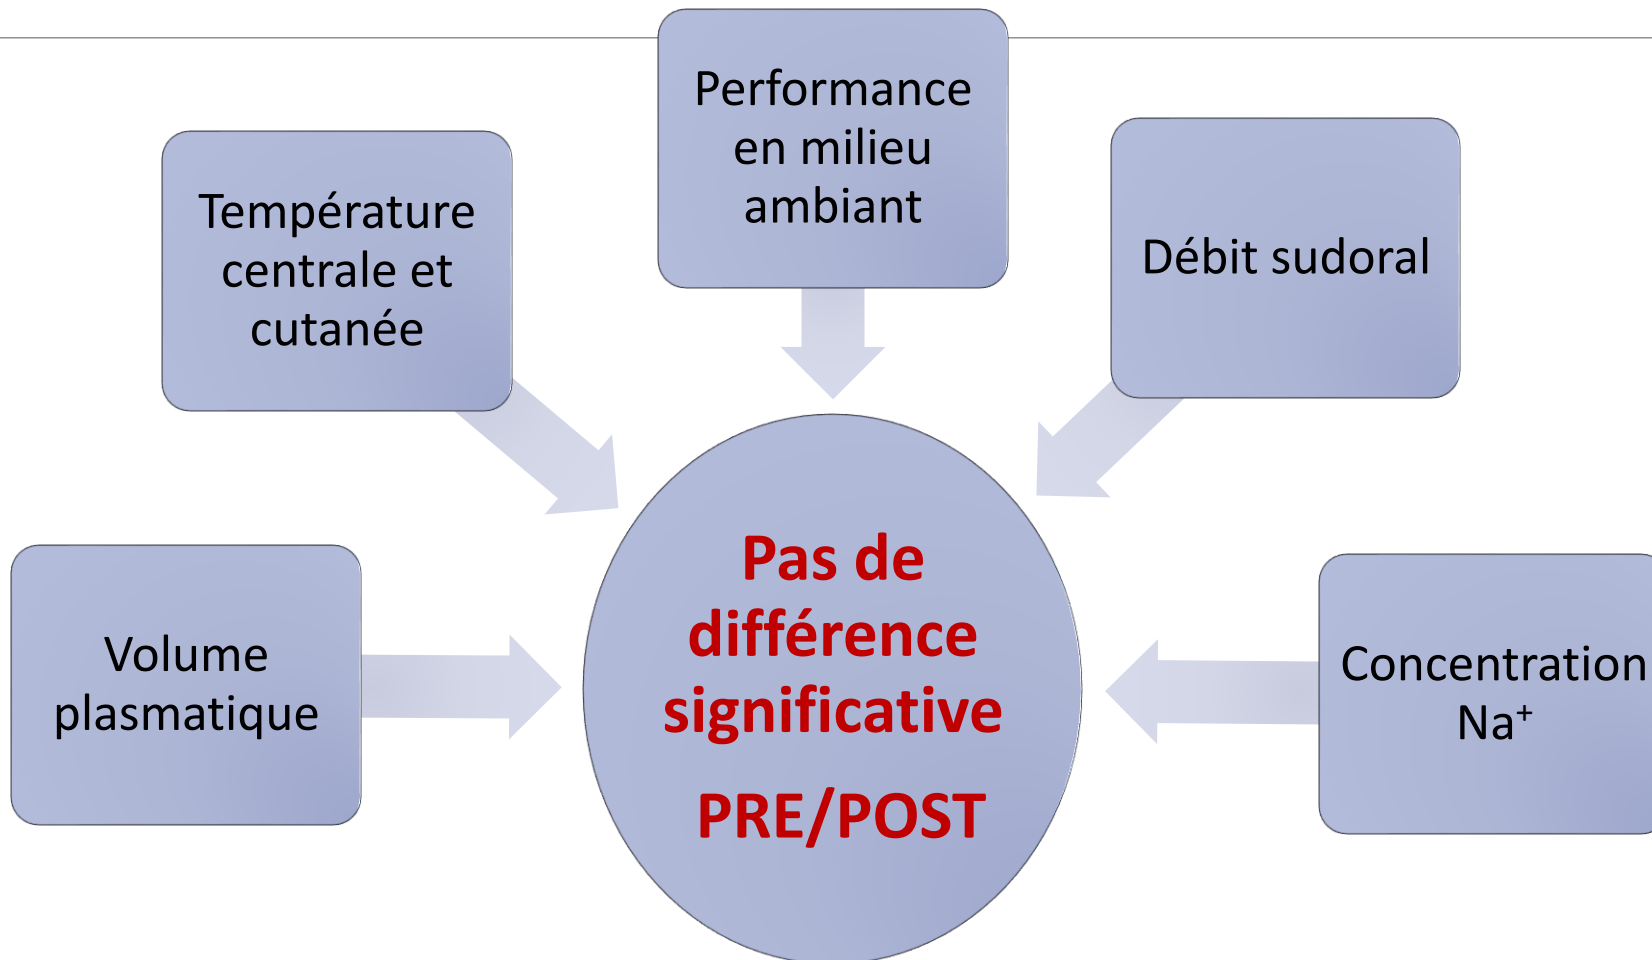 Performance
en milieu
ambiant
Température
centrale et
cutanée
Débit sudoral
Volume
plasmatique
Pas de
différence
significative
PRE/POST
Concentration
Na⁺